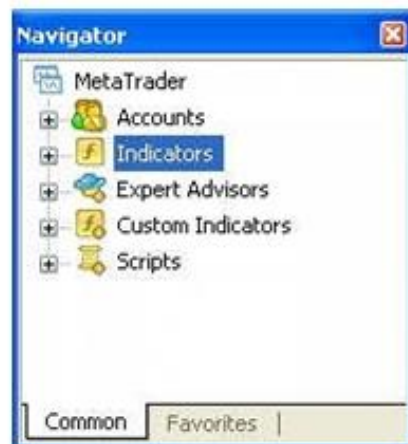 Navigator
MetaTrader
Accounts
Indicators
Expert Advisors
Custom Indicators
Scripts
Common Favorites